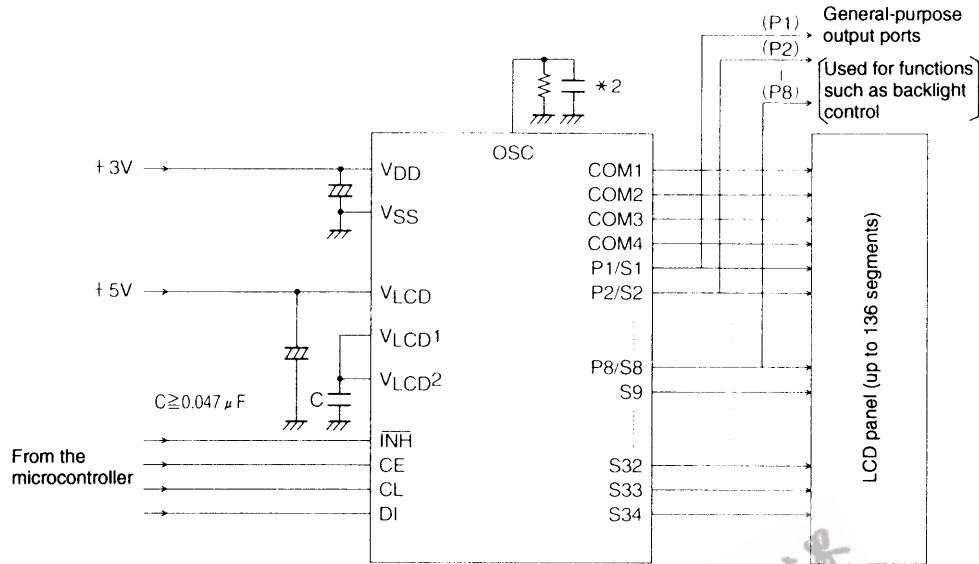 (P1)
General-purpose
output ports
(P2)
(P8)
Used for functions
such as backlight
control
*2
OSC
+3V
VDD
VSS
+5V
VLCD
VLCD1
VLCD2
C≧0.047μF
C
From the
microcontroller
INH
CE
CL
DI
COM1
COM2
COM3
COM4
P1/S1
P2/S2
P8/S8
S9
S32
S33
S34
LCD panel (up to 136 segments)